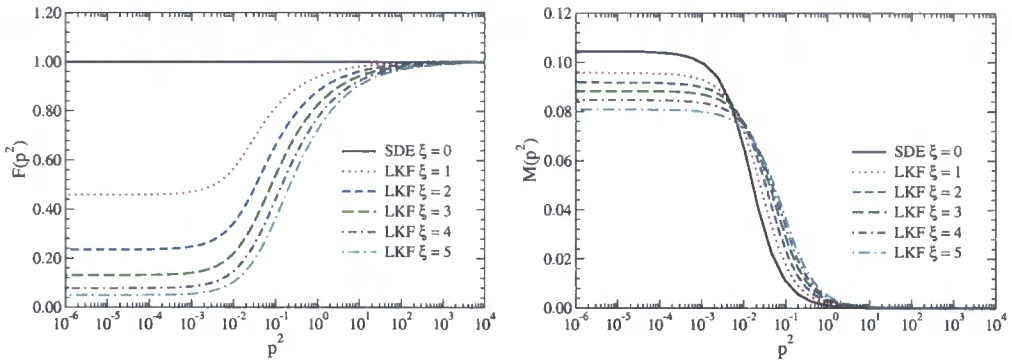 1.20
1.00
0.80
0.60
0.40
0.20
0.00
F(p²)
SDE ξ = 0
LKF ξ = 1
LKF ξ = 2
LKF ξ = 3
LKF ξ = 4
LKF ξ = 5
10⁻⁶ 10⁻⁵ 10⁻⁴ 10⁻³ 10⁻² 10⁻¹ 10⁰ 10¹ 10² 10³ 10⁴
p²
0.12
0.10
0.08
0.06
0.04
0.02
0.00
M(p²)
SDE ξ = 0
LKF ξ = 1
LKF ξ = 2
LKF ξ = 3
LKF ξ = 4
LKF ξ = 5
10⁻⁶ 10⁻⁵ 10⁻⁴ 10⁻³ 10⁻² 10⁻¹ 10⁰ 10¹ 10² 10³ 10⁴
p²